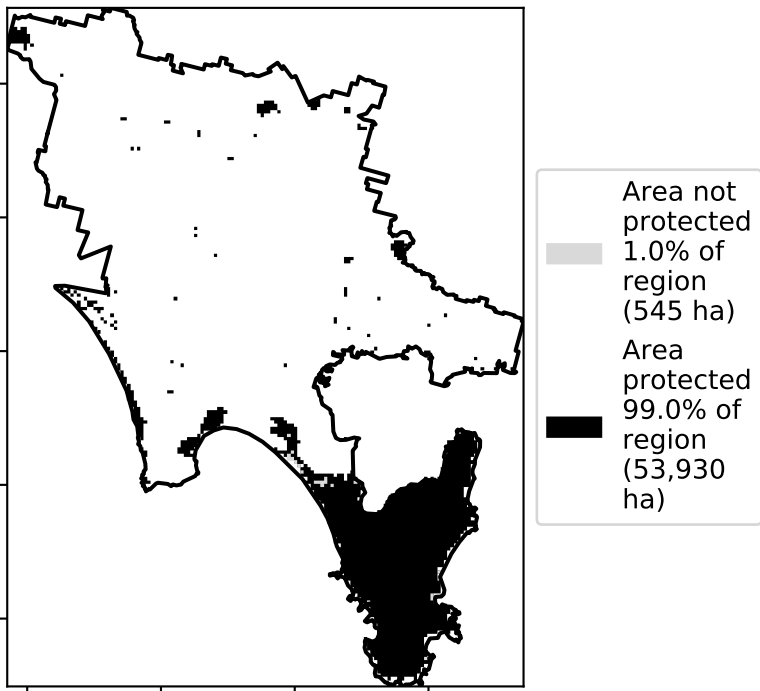 Area not
protected
1.0% of
region
(545 ha)
Area
protected
99.0% of
region
(53,930
ha)